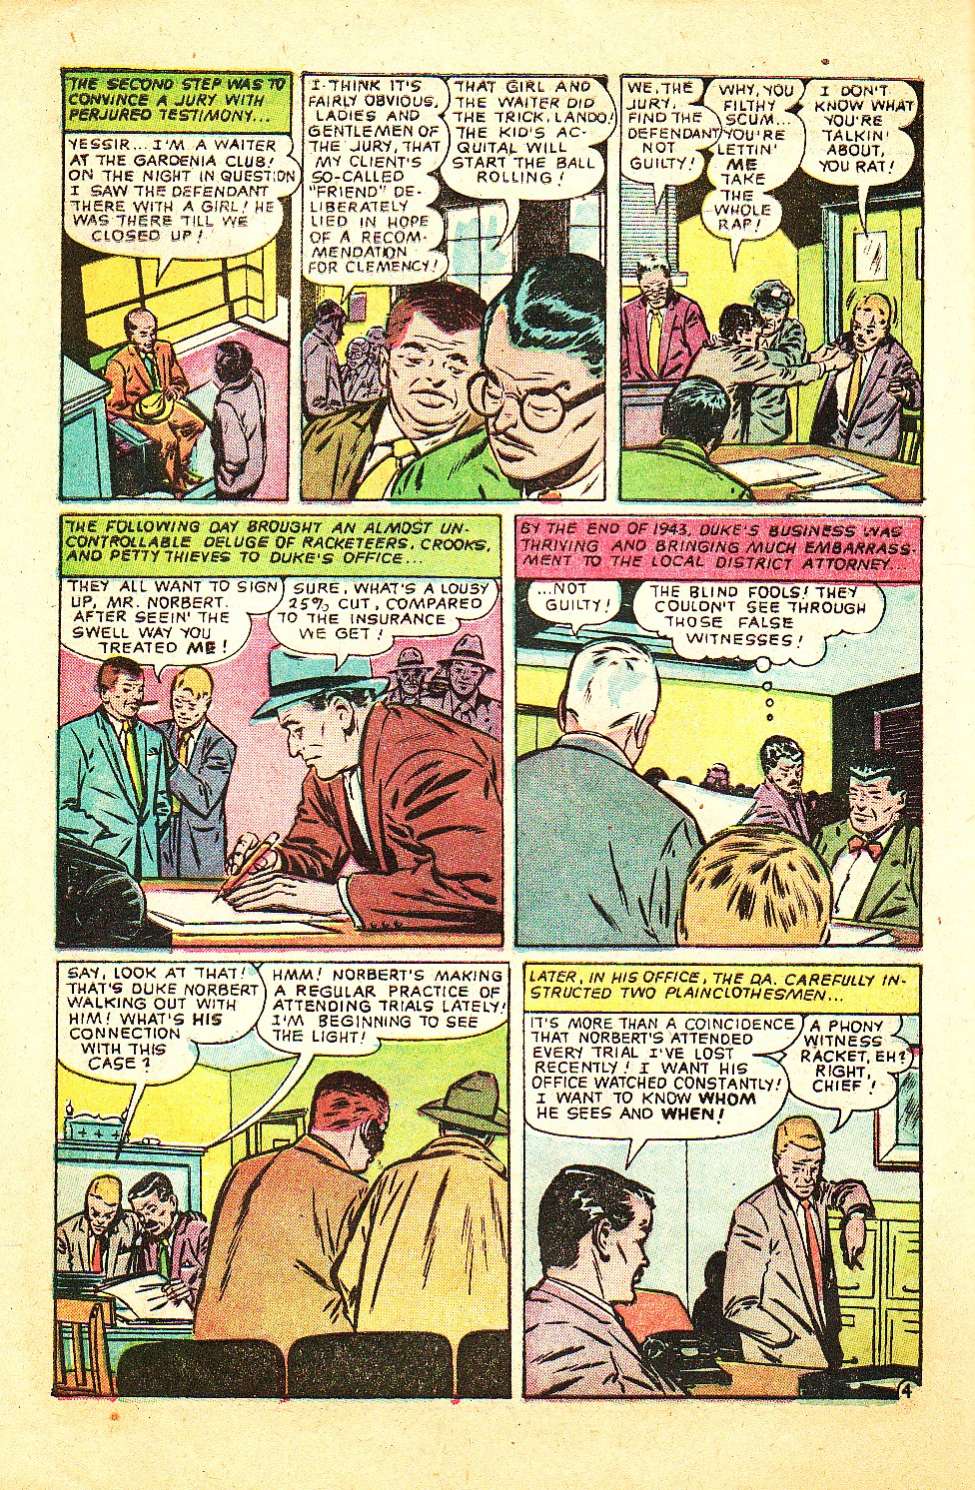 THE SECOND STEP WAS TO
CONVINCE A JURY WITH
PERJURED TESTIMONY...
YESSIR... I'M A WAITER
AT THE GARDENIA CLUB!
ON THE NIGHT IN QUESTION
I SAW THE DEFENDANT
THERE WITH A GIRL! HE
WAS THERE TILL WE
CLOSED UP!
I THINK IT'S
FAIRLY OBVIOUS,
LADIES AND
GENTLEMEN OF
THE JURY, THAT
MY CLIENT'S
SO-CALLED
"FRIEND" DE-
LIBERATELY
LIED IN HOPE
OF A RECOM-
MENDATION
FOR CLEMENCY!
THAT GIRL AND
THE WAITER DID
THE TRICK, LANDO!
THE KID'S AC-
QUITAL WILL
START THE BALL
ROLLING!
WE, THE
JURY,
FIND THE
DEFENDANT
NOT
GUILTY!
WHY, YOU
FILTHY
SCUM...
YOU'RE
LETTIN'
ME
TAKE
THE
WHOLE
RAP!
I DON'T
KNOW WHAT
YOU'RE
TALKIN'
ABOUT,
YOU RAT!
THE FOLLOWING DAY BROUGHT AN ALMOST UN-
CONTROLLABLE DELUGE OF RACKETEERS, CROOKS,
AND PETTY THIEVES TO DUKE'S OFFICE...
THEY ALL WANT TO SIGN
UP, MR. NORBERT.
AFTER SEEIN' THE
SWELL WAY YOU
TREATED ME!
SURE, WHAT'S A LOUSY
25% CUT, COMPARED
TO THE INSURANCE
WE GET!
BY THE END OF 1943, DUKE'S BUSINESS WAS
THRIVING AND BRINGING MUCH EMBARRASS-
MENT TO THE LOCAL DISTRICT ATTORNEY...
...NOT
GUILTY!
THE BLIND FOOLS! THEY
COULDN'T SEE THROUGH
THOSE FALSE
WITNESSES!
SAY, LOOK AT THAT!
THAT'S DUKE NORBERT
WALKING OUT WITH
HIM! WHAT'S HIS
CONNECTION
WITH THIS
CASE?
HMM! NORBERT'S MAKING
A REGULAR PRACTICE OF
ATTENDING TRIALS LATELY!
I'M BEGINNING TO SEE
THE LIGHT!
LATER, IN HIS OFFICE, THE D.A. CAREFULLY IN-
STRUCTED TWO PLAINCLOTHESMEN...
IT'S MORE THAN A COINCIDENCE
THAT NORBERT'S ATTENDED
EVERY TRIAL I'VE LOST
RECENTLY! I WANT HIS
OFFICE WATCHED CONSTANTLY!
I WANT TO KNOW WHOM
HE SEES AND WHEN!
A PHONY
WITNESS
RACKET, EH?
RIGHT,
CHIEF!
4